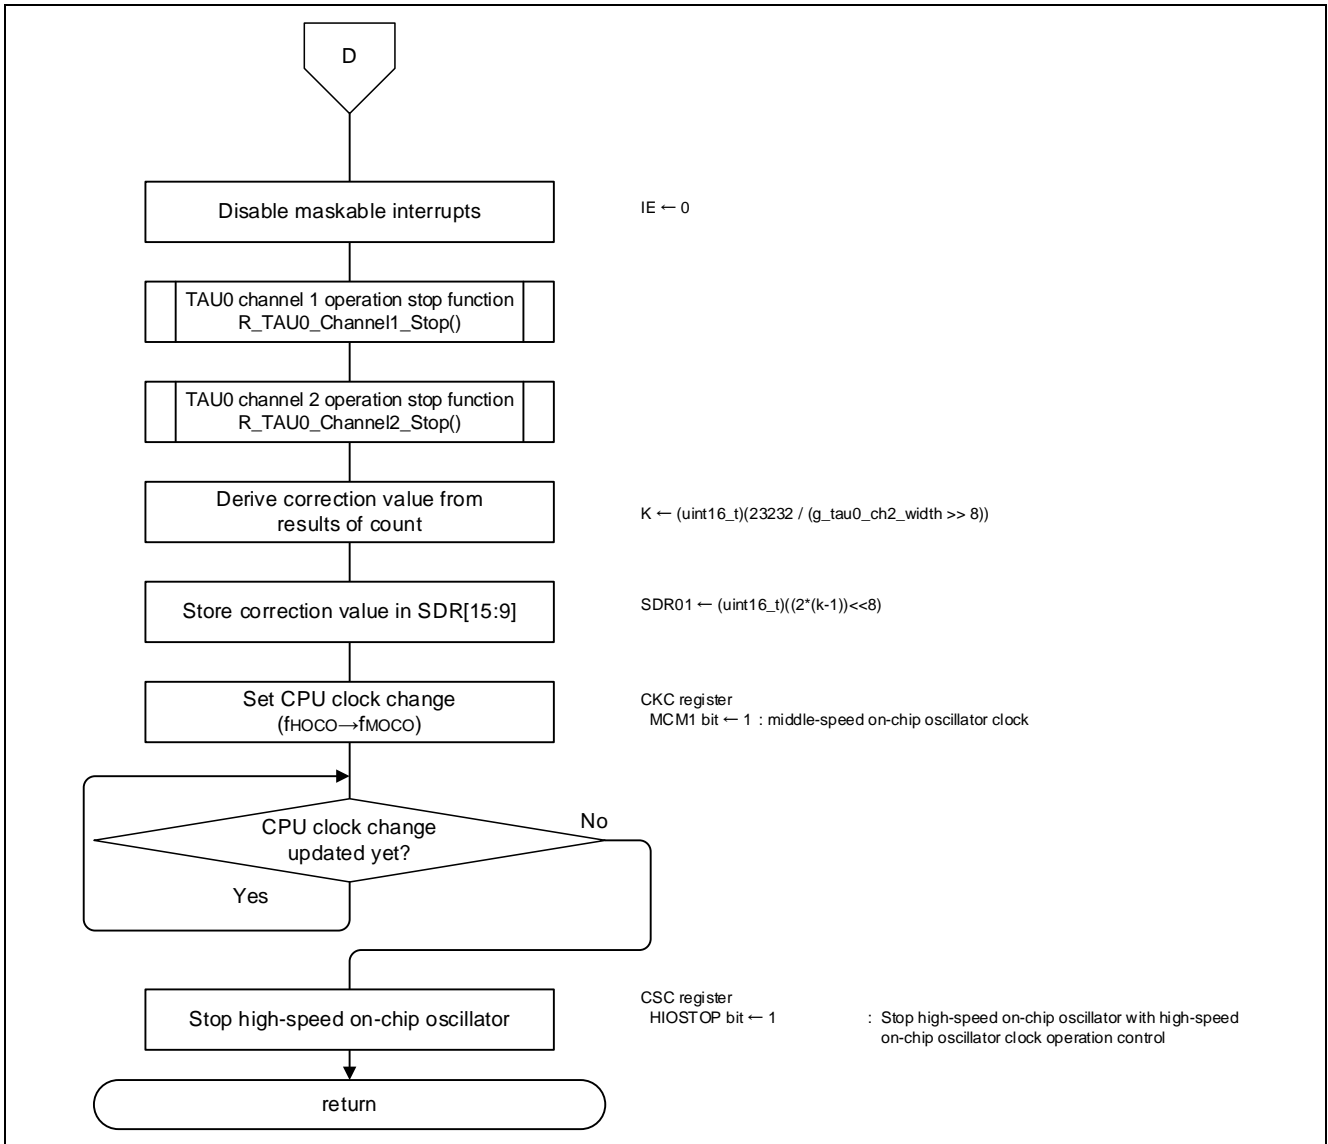 D
Disable maskable interrupts
IE ← 0
TAU0 channel 1 operation stop function
R_TAU0_Channel1_Stop()
TAU0 channel 2 operation stop function
R_TAU0_Channel2_Stop()
Derive correction value from
results of count
K ← (uint16_t)(23232 / (g_tau0_ch2_width >> 8))
Store correction value in SDR[15:9]
SDR01 ← (uint16_t)((2*(k-1))<<8)
Set CPU clock change
(fHOCO→fMOCO)
CKC register
MCM1 bit ← 1 : middle-speed on-chip oscillator clock
CPU clock change
updated yet?
No
Yes
Stop high-speed on-chip oscillator
CSC register
HIOSTOP bit ← 1 : Stop high-speed on-chip oscillator with high-speed
on-chip oscillator clock operation control
return